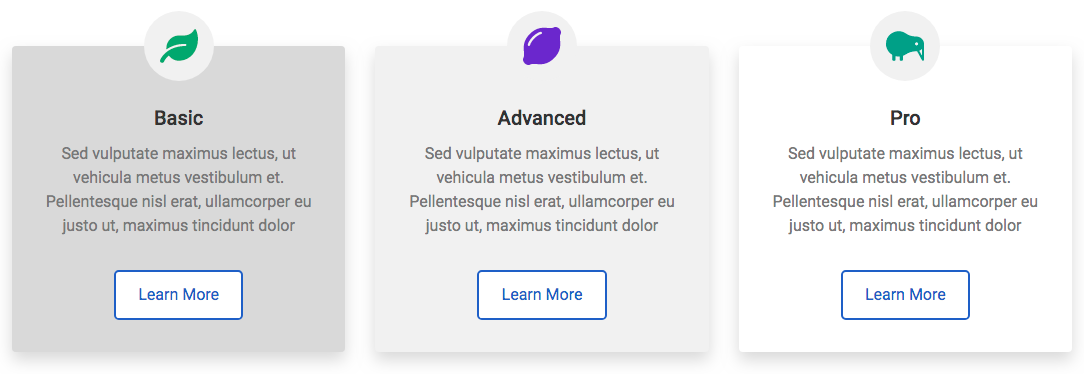 Basic
Sed vulputate maximus lectus, ut
vehicula metus vestibulum et.
Pellentesque nisl erat, ullamcorper eu
justo ut, maximus tincidunt dolor
Learn More
Advanced
Sed vulputate maximus lectus, ut
vehicula metus vestibulum et.
Pellentesque nisl erat, ullamcorper eu
justo ut, maximus tincidunt dolor
Learn More
Pro
Sed vulputate maximus lectus, ut
vehicula metus vestibulum et.
Pellentesque nisl erat, ullamcorper eu
justo ut, maximus tincidunt dolor
Learn More